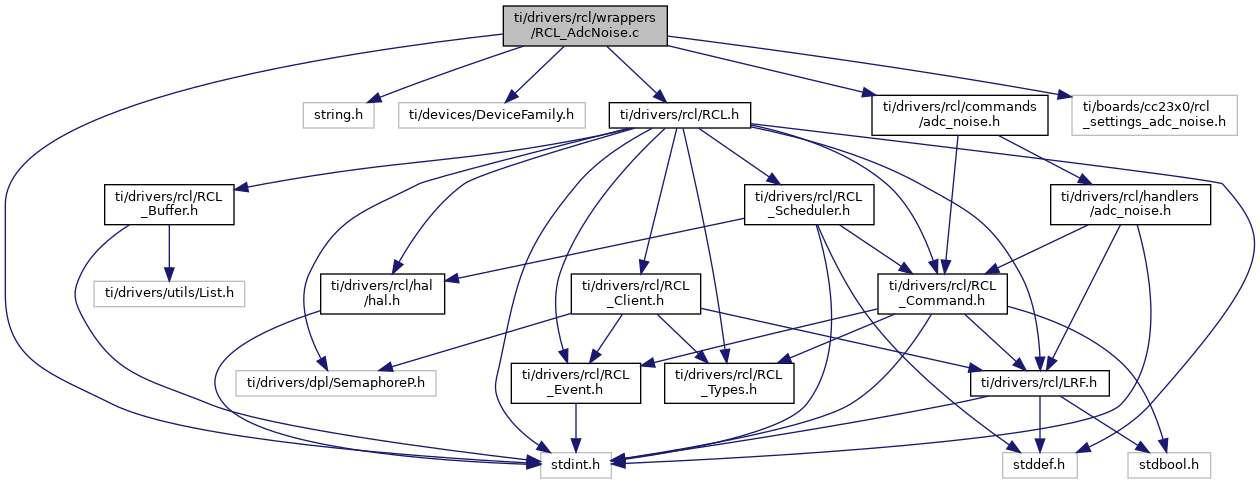 ti/drivers/rcl/wrappers
/RCL_AdcNoise.c
string.h
ti/devices/DeviceFamily.h
ti/drivers/rcl/RCL.h
ti/drivers/rcl/commands
/adc_noise.h
ti/boards/cc23x0/rcl
_settings_adc_noise.h
ti/drivers/rcl/RCL
_Buffer.h
ti/drivers/rcl/RCL
_Scheduler.h
ti/drivers/rcl/handlers
/adc_noise.h
ti/drivers/utils/List.h
ti/drivers/rcl/hal
/hal.h
ti/drivers/rcl/RCL
_Client.h
ti/drivers/rcl/RCL
_Command.h
ti/drivers/dpl/SemaphoreP.h
ti/drivers/rcl/RCL
_Event.h
ti/drivers/rcl/RCL
_Types.h
ti/drivers/rcl/LRF.h
stdint.h
stddef.h
stdbool.h